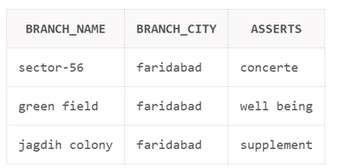 BRANCH_NAME BRANCH_CITY ASSERTS
sector-56 faridabad concerte
green field faridabad well being
jagdih colony faridabad supplement